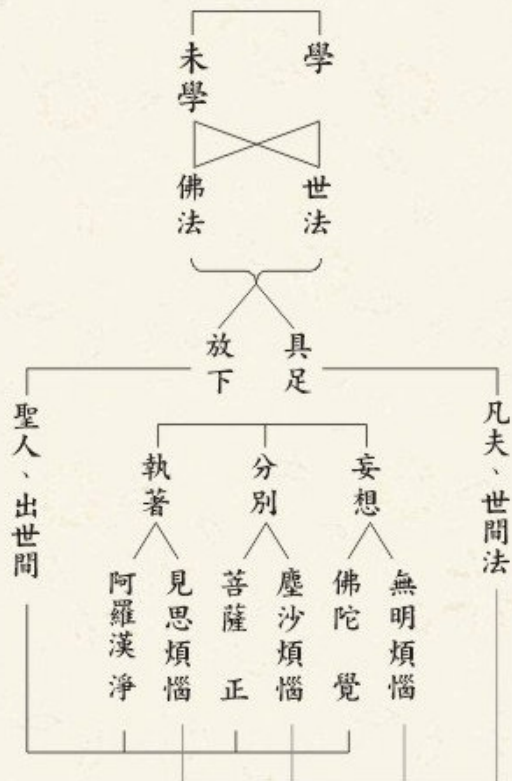 學
未學
世法
佛法
具足
放下
凡夫、世間法
聖人、出世間
妄想
分別
執著
無明煩惱
佛陀 覺
塵沙煩惱
菩薩 正
見思煩惱
阿羅漢 淨